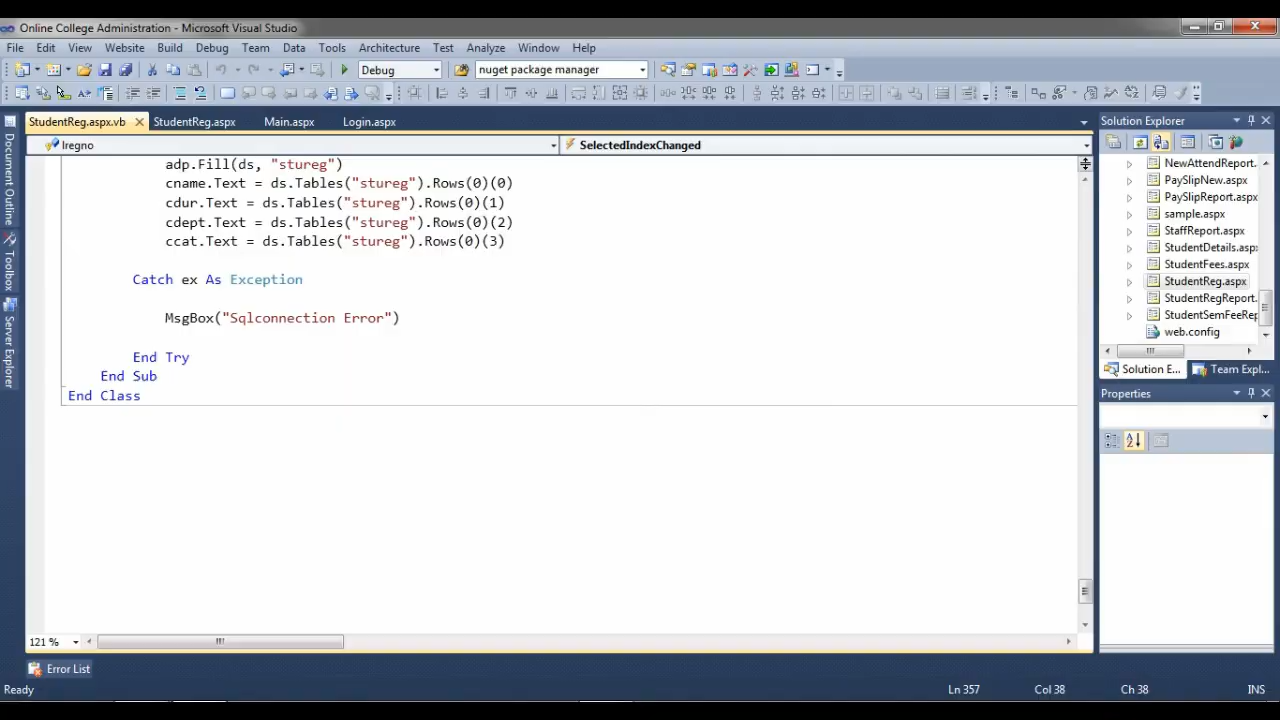 Online College Administration - Microsoft Visual Studio
File Edit View Website Build Debug Team Data Tools Architecture Test Analyze Window Help
Debug nuget package manager
StudentReg.aspx.vb StudentReg.aspx Main.aspx Login.aspx
SelectedIndexChanged
adp.Fill(ds, "stureg")
cname.Text = ds.Tables("stureg").Rows(0)(0)
cdur.Text = ds.Tables("stureg").Rows(0)(1)
cdept.Text = ds.Tables("stureg").Rows(0)(2)
ccat.Text = ds.Tables("stureg").Rows(0)(3)
Catch ex As Exception
MsgBox("Sqlconnection Error")
End Try
End Sub
End Class
121 %
Document Outline
Toolbox
Server Explorer
Solution Explorer
NewAttendReport.
PaySlipNew.aspx
PaySlipReport.aspx
sample.aspx
StaffReport.aspx
StudentDetails.asp
StudentFees.aspx
StudentReg.aspx
StudentRegReport.
StudentSemFeeRep
web.config
Solution E... Team Expl...
Properties
Error List
Ready Ln 357 Col 38 Ch 38 INS